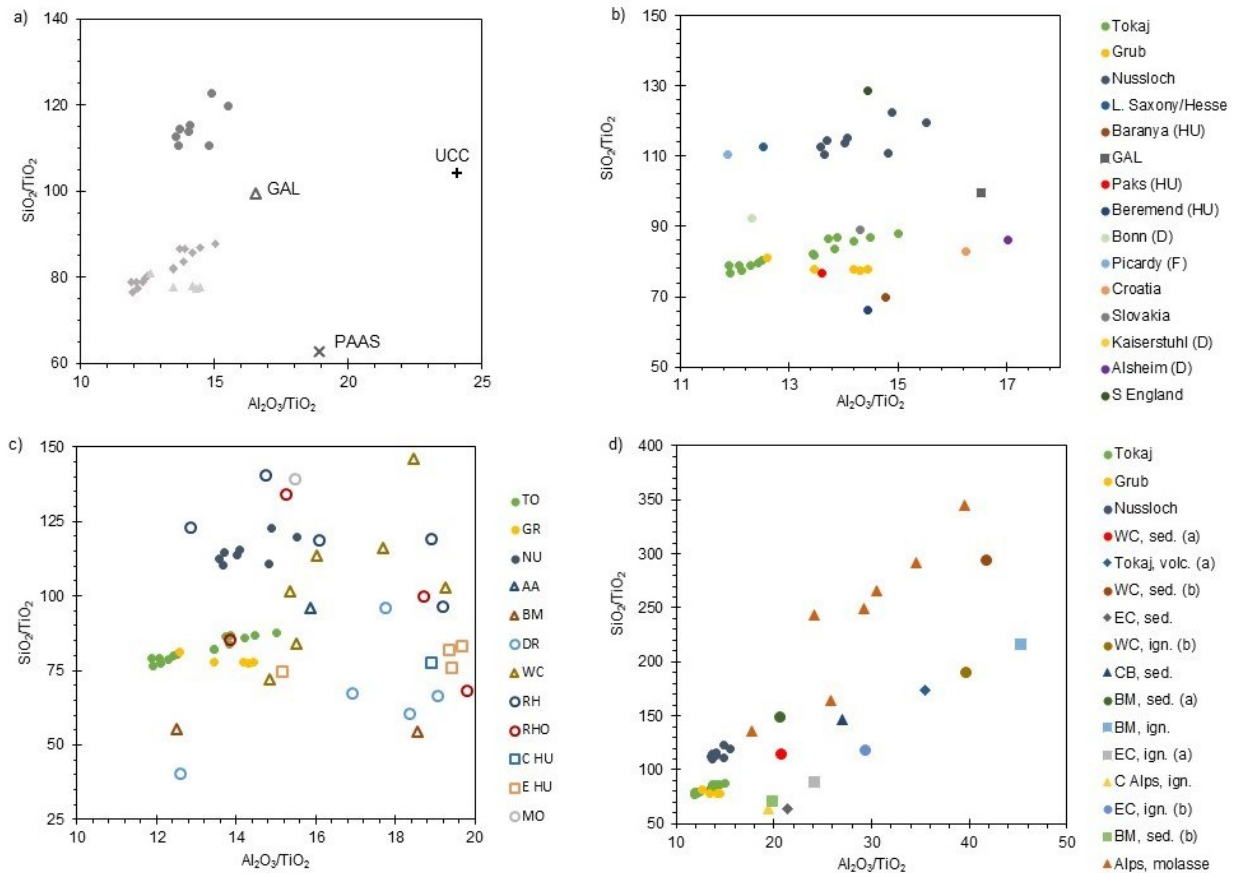 a)
140
120
100
80
60
SiO₂/TiO₂
UCC
GAL
PAAS
10
15
20
25
Al₂O₃/TiO₂
b)
150
130
110
90
70
50
SiO₂/TiO₂
11
13
15
17
Al₂O₃/TiO₂
Tokaj
Grub
Nussloch
L. Saxony/Hesse
Baranya (HU)
GAL
Paks (HU)
Beremend (HU)
Bonn (D)
Picardy (F)
Croatia
Slovakia
Kaiserstuhl (D)
Alsheim (D)
S England
c)
150
125
100
75
50
25
SiO₂/TiO₂
10
12
14
16
18
20
Al₂O₃/TiO₂
TO
GR
NU
AA
BM
DR
WC
RH
RHO
C HU
E HU
MO
d)
400
350
300
250
200
150
100
50
SiO₂/TiO₂
10
20
30
40
50
Al₂O₃/TiO₂
Tokaj
Grub
Nussloch
WC, sed. (a)
Tokaj, volc. (a)
WC, sed. (b)
EC, sed.
WC, ign. (b)
CB, sed.
BM, sed. (a)
BM, ign.
EC, ign. (a)
C Alps, ign.
EC, ign. (b)
BM, sed. (b)
Alps, molasse